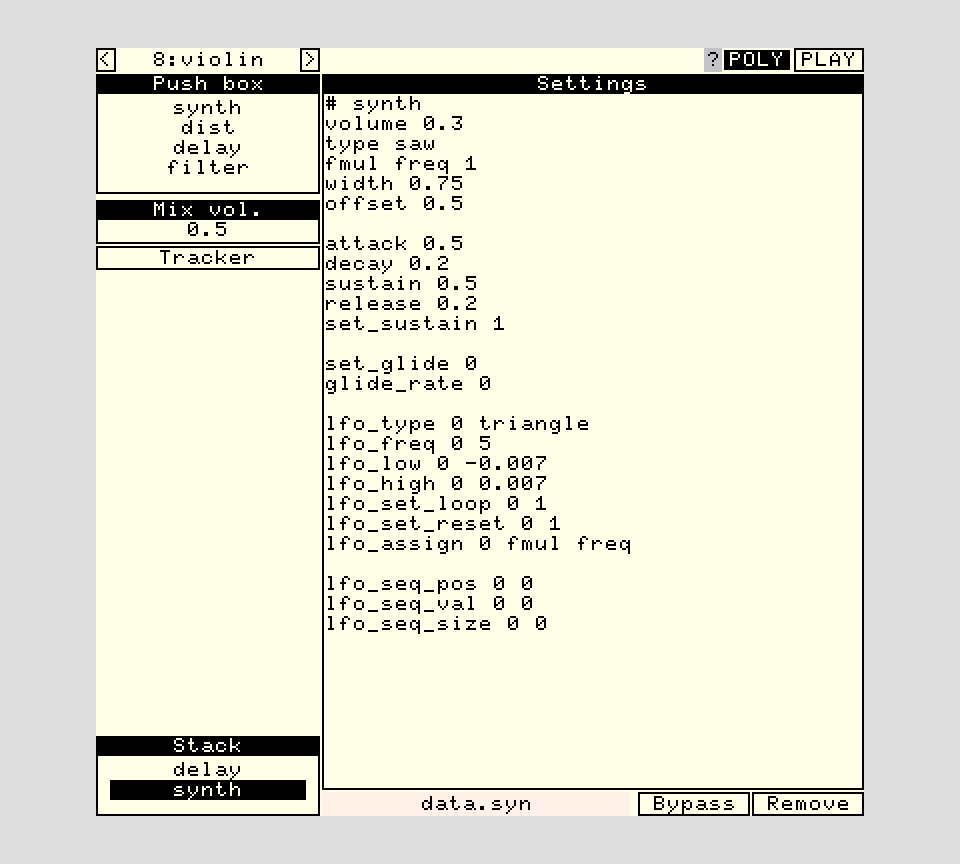 < 8:violin > ? POLY PLAY
Push box
synth
dist
delay
filter
Mix vol.
0.5
Tracker
Stack
delay
synth
Settings
# synth
volume 0.3
type saw
fmul freq 1
width 0.75
offset 0.5
attack 0.5
decay 0.2
sustain 0.5
release 0.2
set_sustain 1
set_glide 0
glide_rate 0
lfo_type 0 triangle
lfo_freq 0 5
lfo_low 0 -0.007
lfo_high 0 0.007
lfo_set_loop 0 1
lfo_set_reset 0 1
lfo_assign 0 fmul freq
lfo_seq_pos 0 0
lfo_seq_val 0 0
lfo_seq_size 0 0
data.syn Bypass Remove